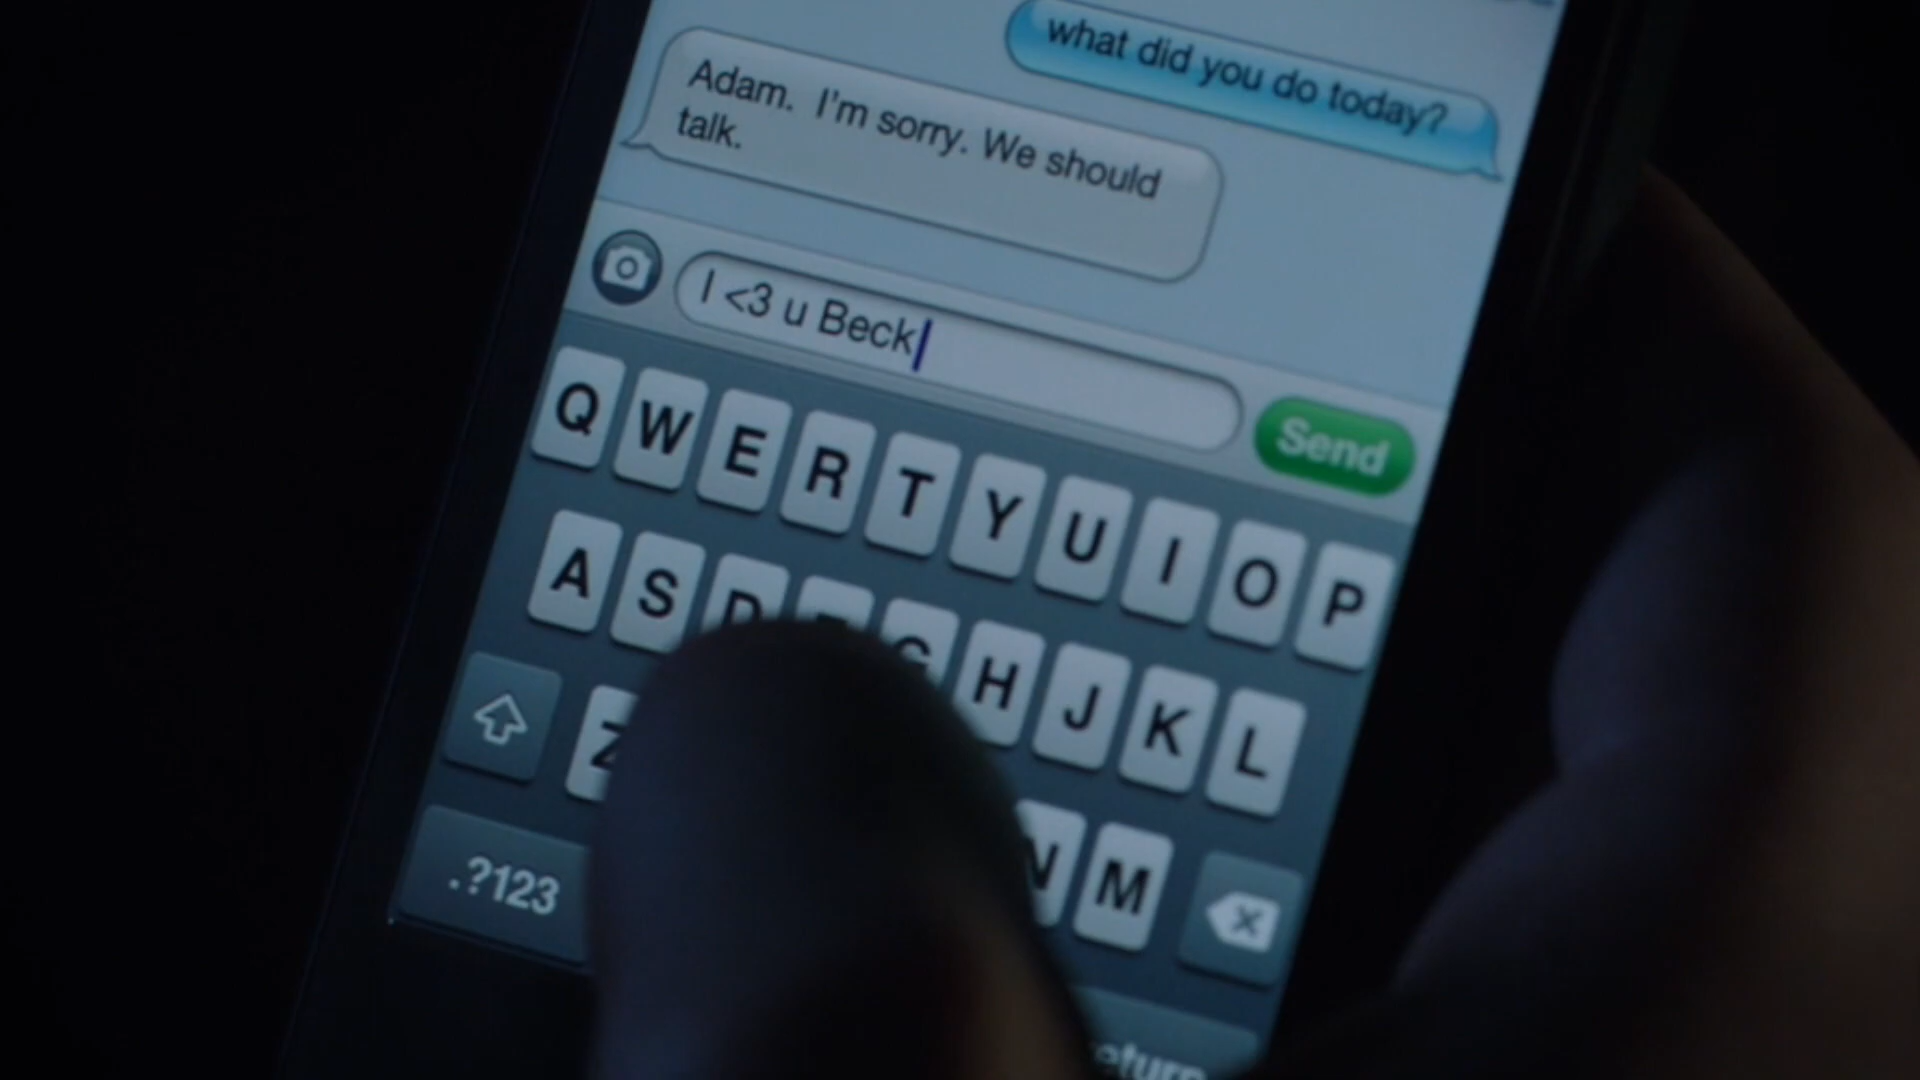 what did you do today?
Adam.  I'm sorry. We should
talk.
I <3 u Beck
Send
Q W E R T Y U I O P
A S D G H J K L
Z N M
.?123